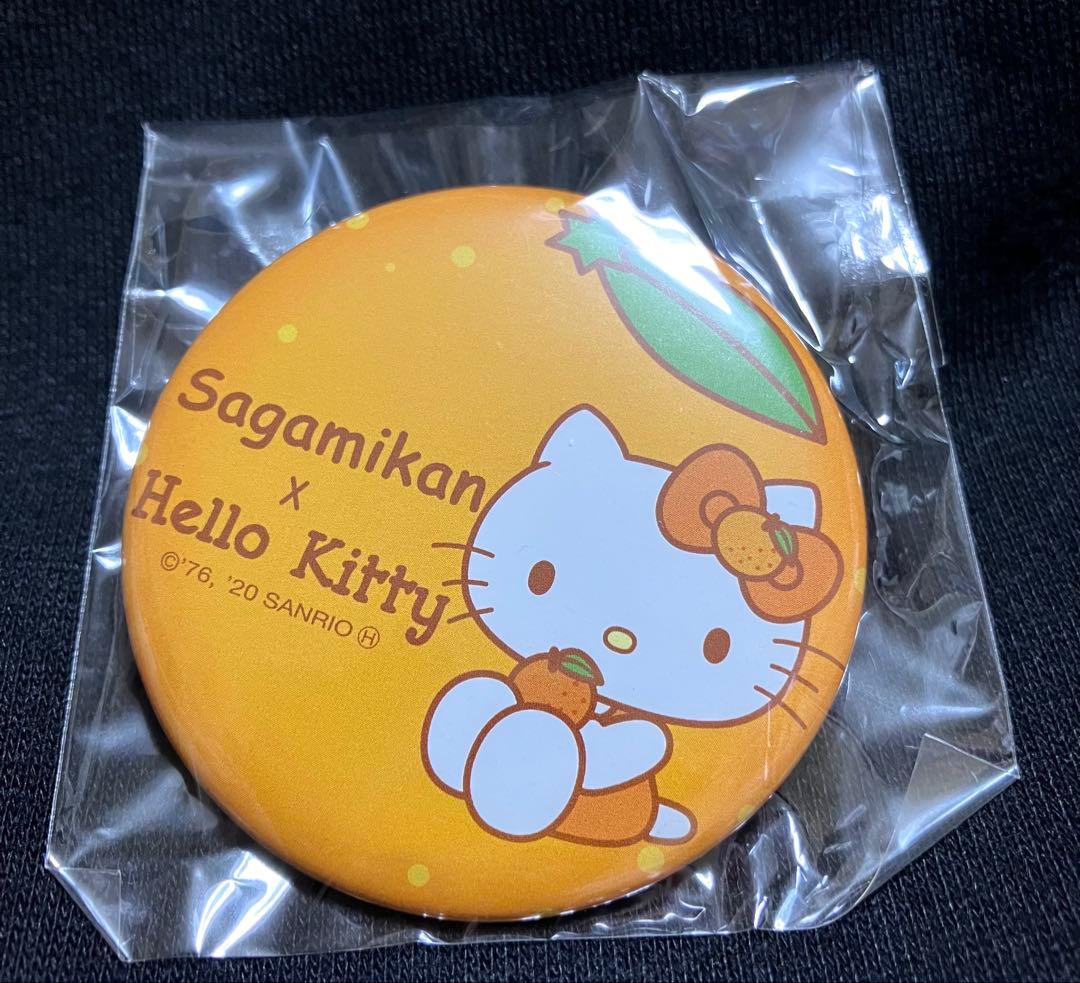 Sagamikan
X
Hello Kitty
©'76, '20 SANRIO Ⓗ